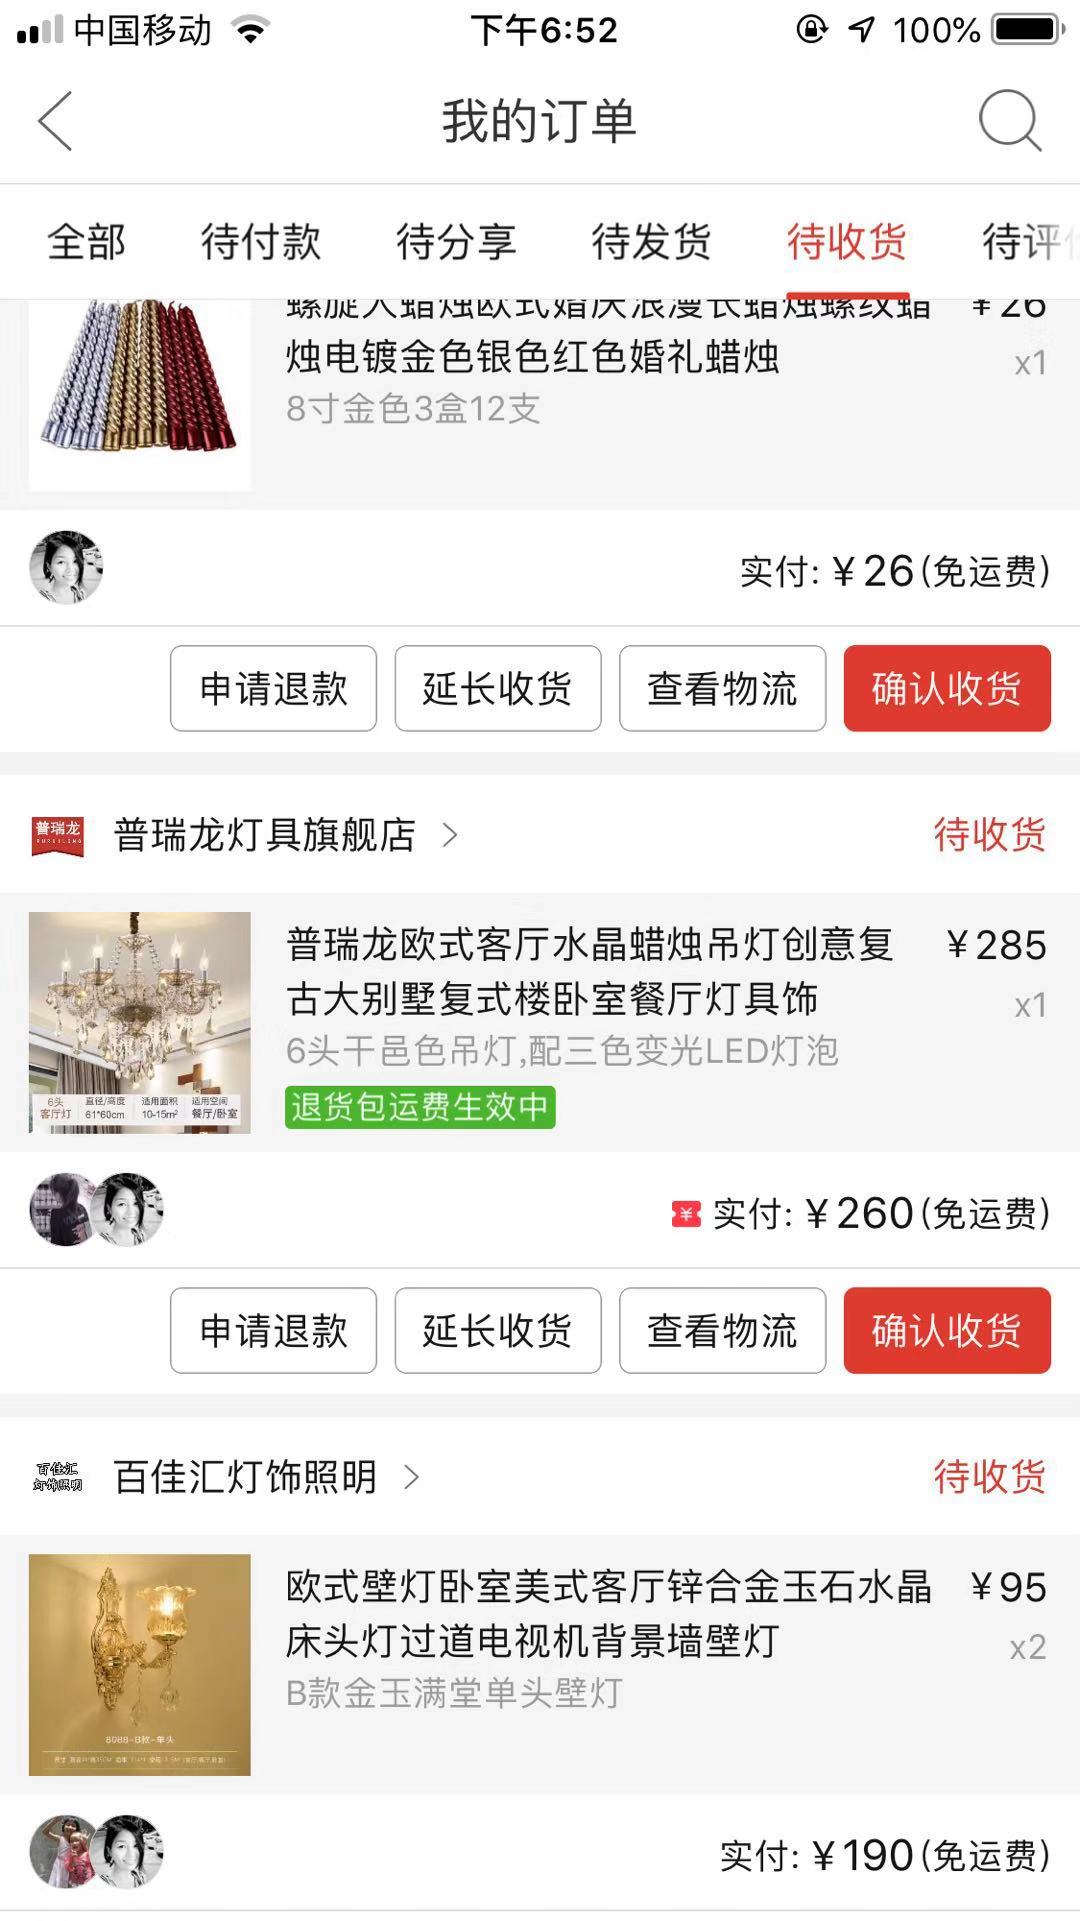 中国移动
下午6:52
100%
我的订单
全部 待付款 待分享 待发货 待收货 待评价
螺旋人蜡烛欧式婚庆浪漫长蜡烛螺纹蜡 ¥26
烛电镀金色银色红色婚礼蜡烛 x1
8寸金色3盒12支
实付: ¥26(免运费)
申请退款 延长收货 查看物流 确认收货
普瑞龙
普瑞龙灯具旗舰店 > 待收货
普瑞龙欧式客厅水晶蜡烛吊灯创意复 ¥285
古大别墅复式楼卧室餐厅灯具饰 x1
6头干邑色吊灯,配三色变光LED灯泡
退货包运费生效中
6头 直径/高度 适用面积 适用空间
客厅灯 61*60cm 10-15m² 餐厅/卧室
实付: ¥260(免运费)
申请退款 延长收货 查看物流 确认收货
百佳汇
灯饰照明
百佳汇灯饰照明 > 待收货
欧式壁灯卧室美式客厅锌合金玉石水晶 ¥95
床头灯过道电视机背景墙壁灯 x2
B款金玉满堂单头壁灯
8088-B款-单头
实付: ¥190(免运费)